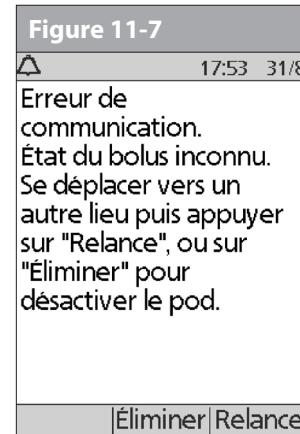 Figure 11-7
17:53 31/8
Erreur de
communication.
État du bolus inconnu.
Se déplacer vers un
autre lieu puis appuyer
sur "Relance", ou sur
"Éliminer" pour
désactiver le pod.
|Éliminer|Relance